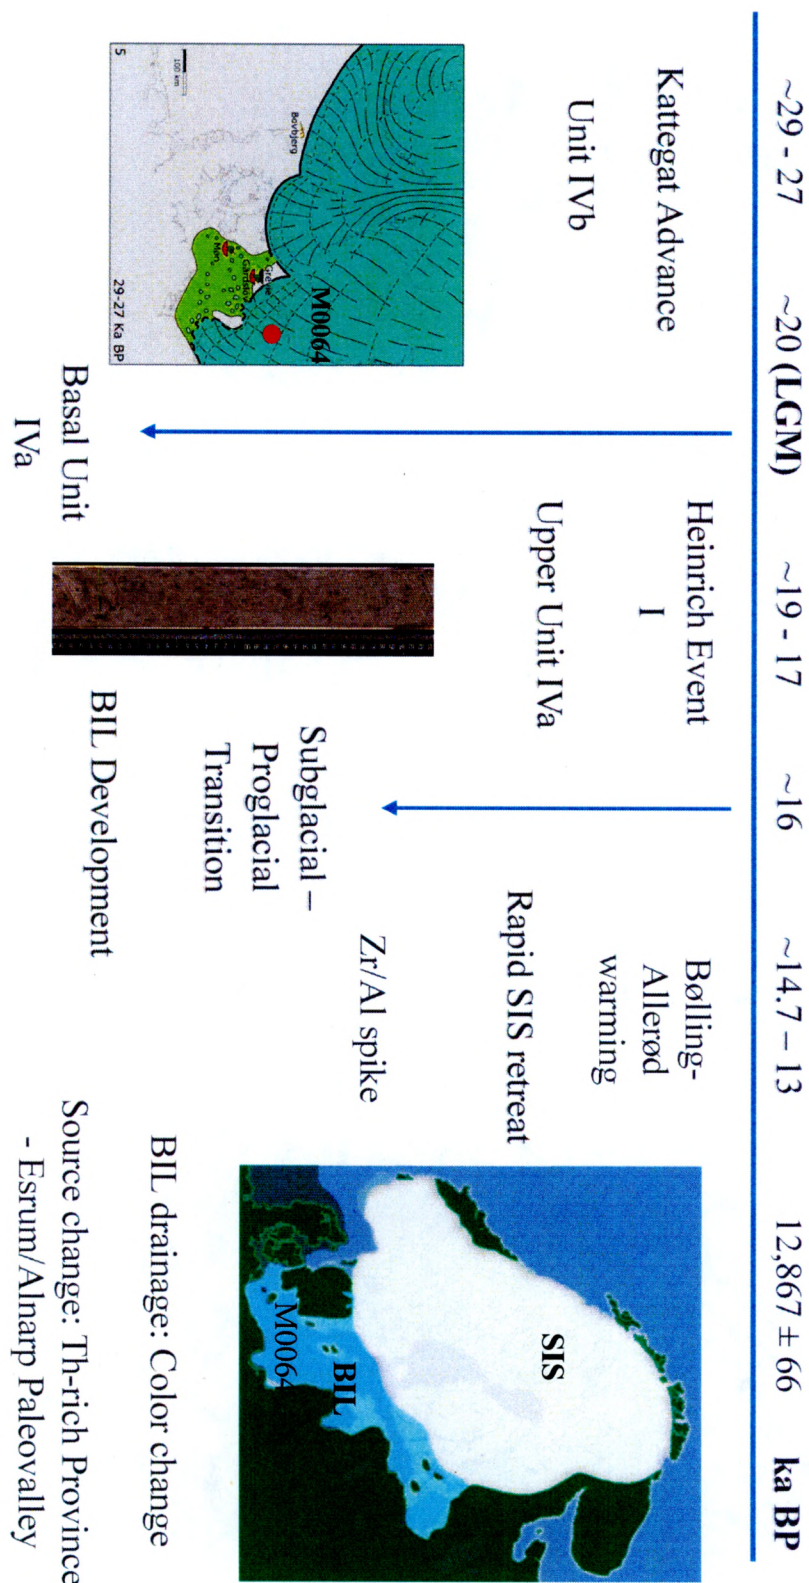 ~29 - 27
~20 (LGM)
~19 - 17
~16
~14.7 – 13
12,867 ± 66
ka BP
Kattegat Advance
Unit IVb
M0064
Bovbjerg
Møn
5
100 km
29-27 Ka BP
Basal Unit
IVa
Heinrich Event
I
Upper Unit IVa
Subglacial –
Proglacial
Transition
BIL Development
Bølling-
Allerød
warming
Rapid SIS retreat
Zr/Al spike
SIS
BIL
M0064
BIL drainage: Color change
Source change: Th-rich Province
- Esrum/Alnarp Paleovalley